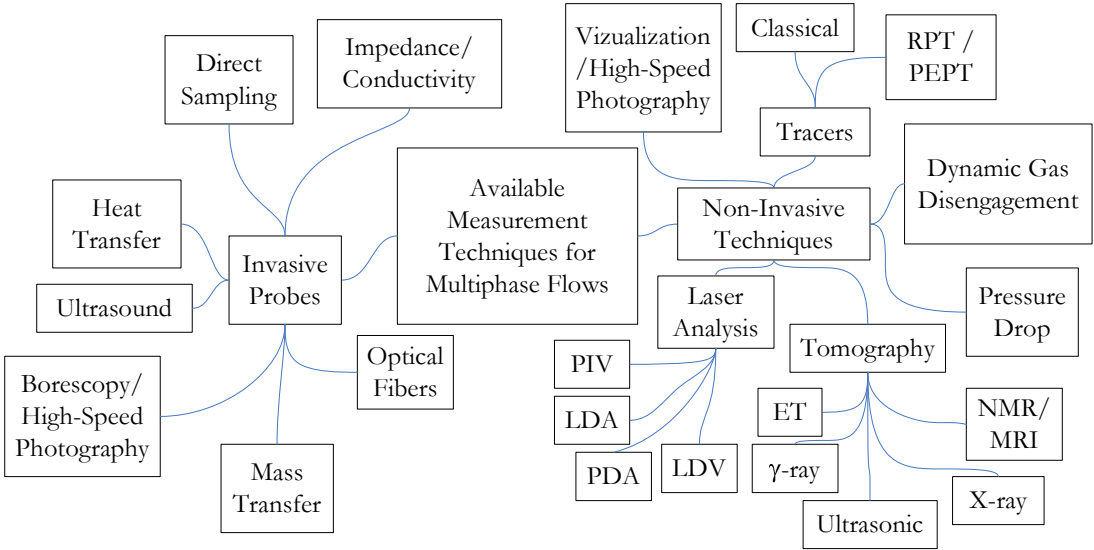 Direct
Sampling
Impedance/
Conductivity
Heat
Transfer
Ultrasound
Invasive
Probes
Borescopy/
High-Speed
Photography
Mass
Transfer
Optical
Fibers
Available
Measurement
Techniques for
Multiphase Flows
Vizualization
/High-Speed
Photography
Classical
RPT /
PEPT
Tracers
Non-Invasive
Techniques
Dynamic Gas
Disengagement
Pressure
Drop
Laser
Analysis
PIV
LDA
PDA
LDV
Tomography
ET
γ-ray
Ultrasonic
X-ray
NMR/
MRI